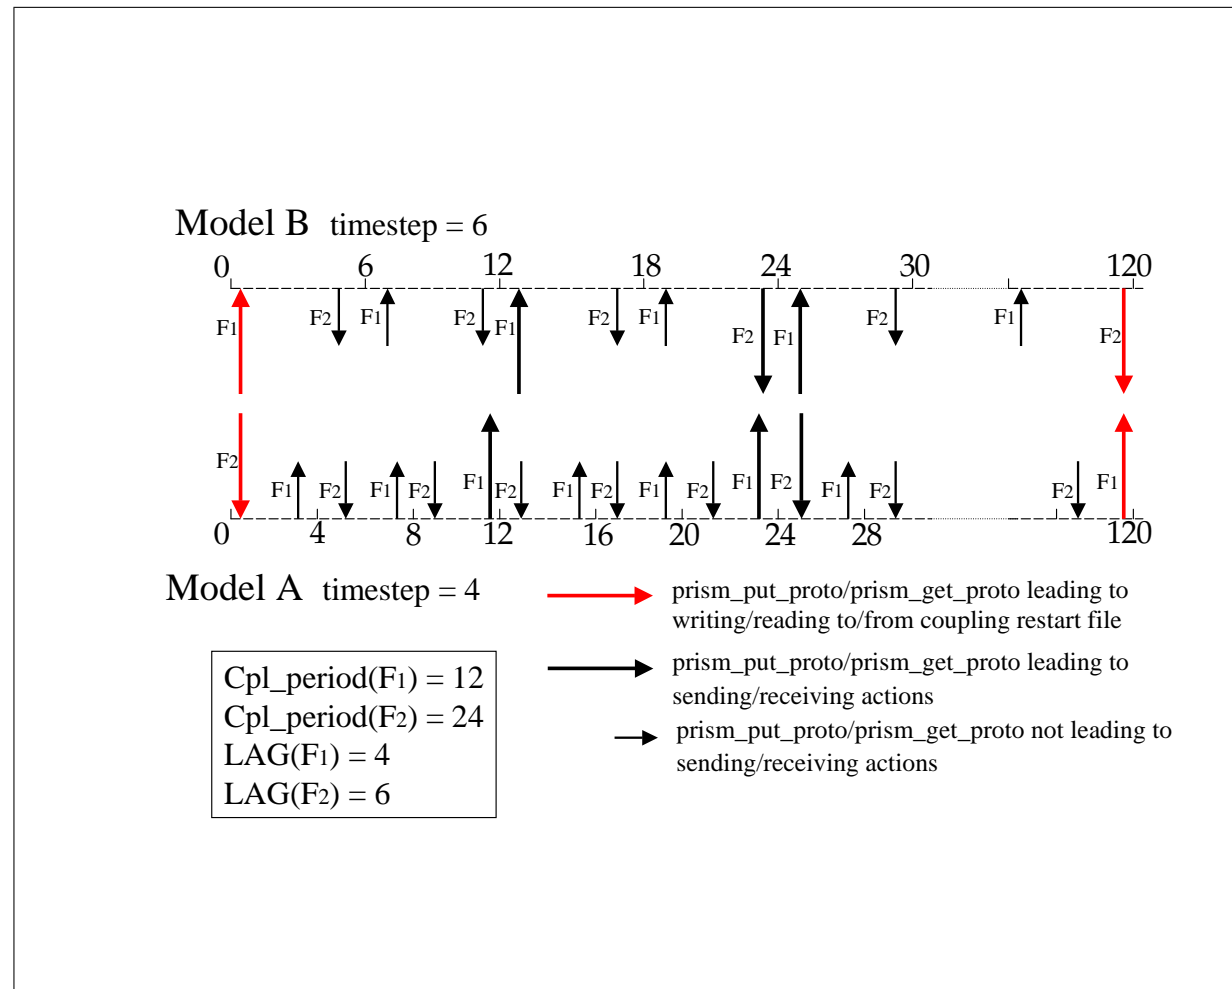 Model B timestep = 6
0 6 12 18 24 30 120
F1 F2 F1 F2 F1 F2 F1 F2 F1 F2 F1 F2
F2 F1 F2 F1 F2 F1 F2 F1 F2 F1 F2 F1 F2 F1 F2 F2 F1
0 4 8 12 16 20 24 28 120
Model A timestep = 4
prism_put_proto/prism_get_proto leading to
writing/reading to/from coupling restart file
prism_put_proto/prism_get_proto leading to
sending/receiving actions
prism_put_proto/prism_get_proto not leading to
sending/receiving actions
Cpl_period(F1) = 12
Cpl_period(F2) = 24
LAG(F1) = 4
LAG(F2) = 6